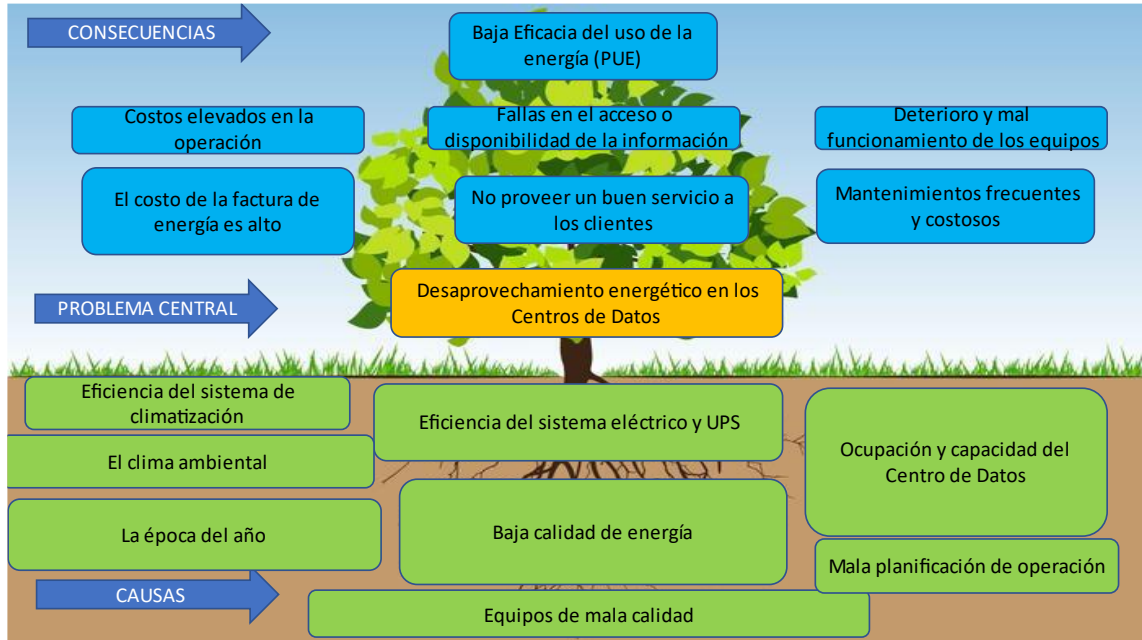 CONSECUENCIAS
Baja Eficacia del uso de la
energía (PUE)
Costos elevados en la
operación
Fallas en el acceso o
disponibilidad de la información
Deterioro y mal
funcionamiento de los equipos
El costo de la factura de
energía es alto
No proveer un buen servicio a
los clientes
Mantenimientos frecuentes
y costosos
PROBLEMA CENTRAL
Desaprovechamiento energético en los
Centros de Datos
Eficiencia del sistema de
climatización
Eficiencia del sistema eléctrico y UPS
Ocupación y capacidad del
Centro de Datos
El clima ambiental
La época del año
Baja calidad de energía
Mala planificación de operación
CAUSAS
Equipos de mala calidad